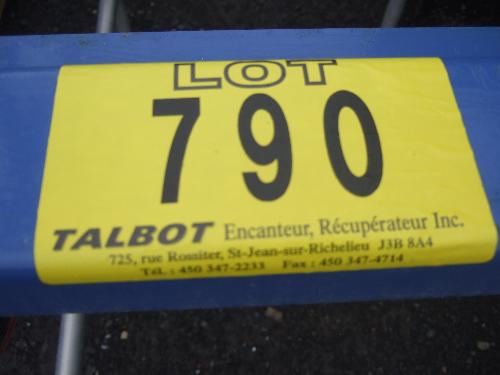 LOT
790
TALBOT Encanteur, Récupérateur Inc.
725, rue Rossiter, St-Jean-sur-Richelieu J3B 8A4
Tél. : 450 347-2233 Fax : 450 347-4714